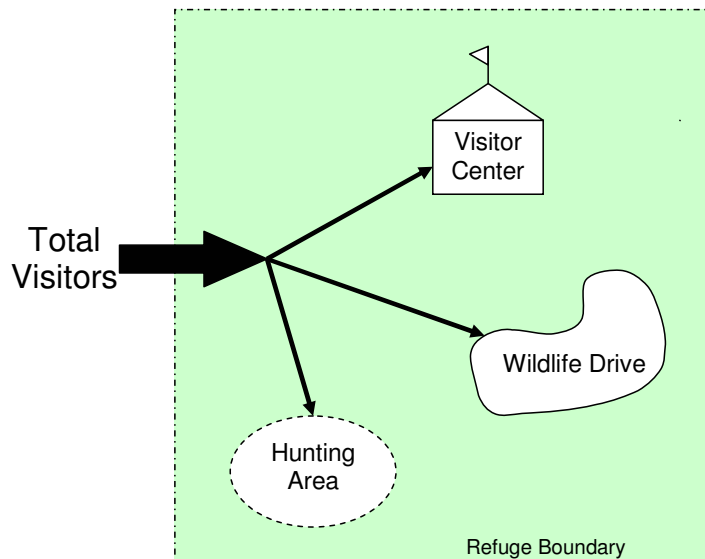 Visitor
Center
Total
Visitors
Wildlife Drive
Hunting
Area
Refuge Boundary